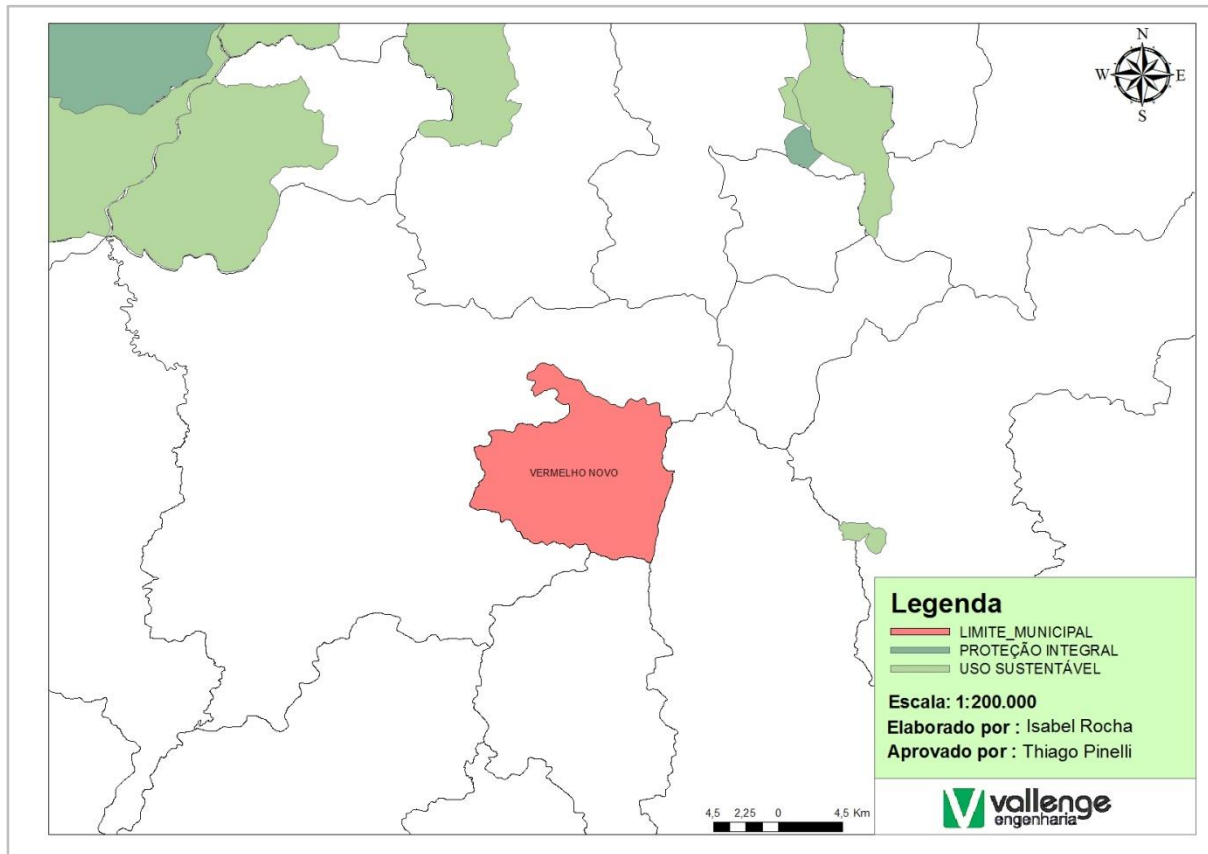 N
W E
S
VERMELHO NOVO
Legenda
LIMITE_MUNICIPAL
PROTEÇÃO INTEGRAL
USO SUSTENTÁVEL
Escala: 1:200.000
Elaborado por : Isabel Rocha
Aprovado por : Thiago Pinelli
4,5 2,25 0 4,5 Km
vallenge
engenharia